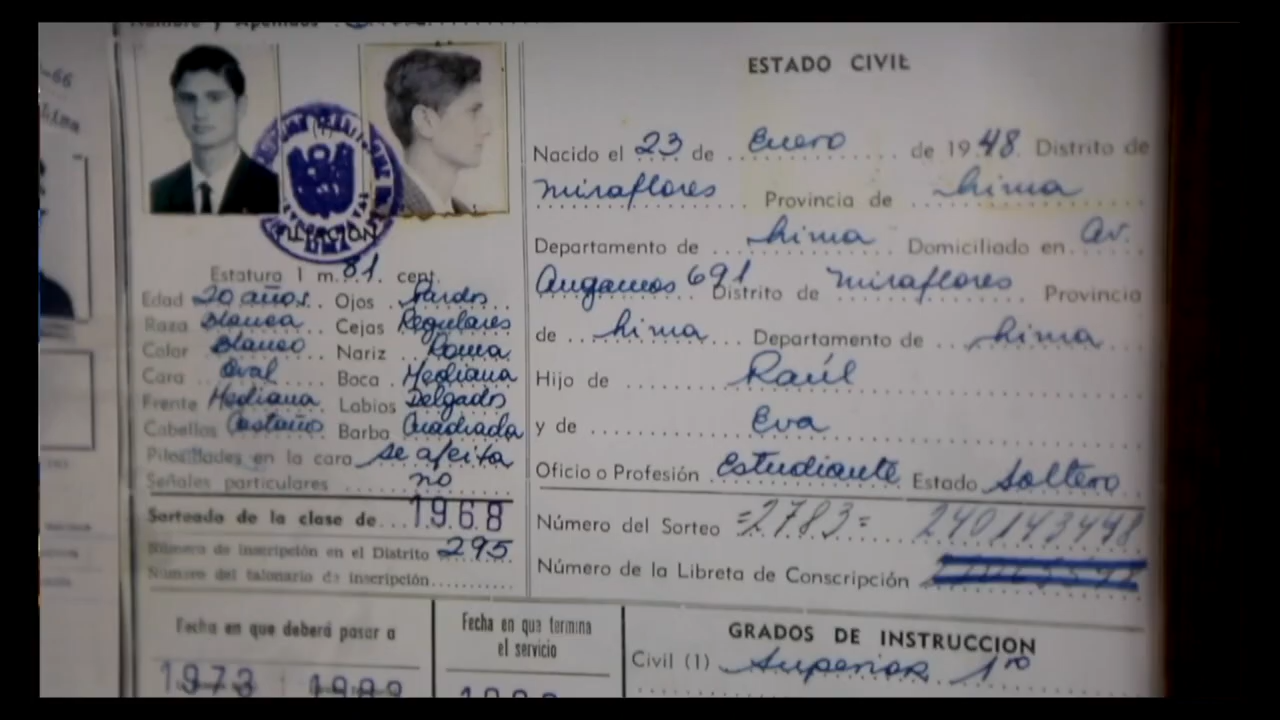 Nombre y Apellidos
-66
Lima
ESTADO CIVIL
Nacido el 23 de Enero de 1948 Distrito de
Miraflores Provincia de Lima
Departamento de Lima Domiciliado en Av.
Angamos 691 Distrito de Miraflores Provincia
de Lima Departamento de Lima
Hijo de Raúl
y de Eva
Oficio o Profesión Estudiante Estado Soltero
Número del Sorteo =2783= 240143448
Número de la Libreta de Conscripción
Estatura 1 m. 81 cent.
Edad 20 años Ojos Pardos
Raza Blanca Cejas Regulares
Color Blanco Nariz Roma
Cara Oval Boca Mediana
Frente Mediana Labios Delgados
Cabellos Castaño Barba Cuadrada
Pilosidades en la cara se afeita
Señales particulares no
Sorteado de la clase de 1968
Número de inscripción en el Distrito 295
Número del talonario de inscripción
Fecha en que deberá pasar a
1973
Fecha en que termina
el servicio
GRADOS DE INSTRUCCION
Civil (1) Superior 1ro